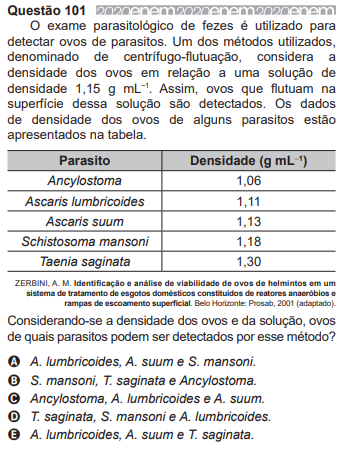 Questão 101 2020enem2020enem2020enem
O exame parasitológico de fezes é utilizado para
detectar ovos de parasitos. Um dos métodos utilizados,
denominado de centrífugo-flutuação, considera a
densidade dos ovos em relação a uma solução de
densidade 1,15 g mL⁻¹. Assim, ovos que flutuam na
superfície dessa solução são detectados. Os dados
de densidade dos ovos de alguns parasitos estão
apresentados na tabela.
Parasito Densidade (g mL⁻¹)
Ancylostoma 1,06
Ascaris lumbricoides 1,11
Ascaris suum 1,13
Schistosoma mansoni 1,18
Taenia saginata 1,30
ZERBINI, A. M. Identificação e análise de viabilidade de ovos de helmintos em um
sistema de tratamento de esgotos domésticos constituídos de reatores anaeróbios e
rampas de escoamento superficial. Belo Horizonte: Prosab, 2001 (adaptado).
Considerando-se a densidade dos ovos e da solução, ovos
de quais parasitos podem ser detectados por esse método?
A A. lumbricoides, A. suum e S. mansoni.
B S. mansoni, T. saginata e Ancylostoma.
C Ancylostoma, A. lumbricoides e A. suum.
D T. saginata, S. mansoni e A. lumbricoides.
E A. lumbricoides, A. suum e T. saginata.